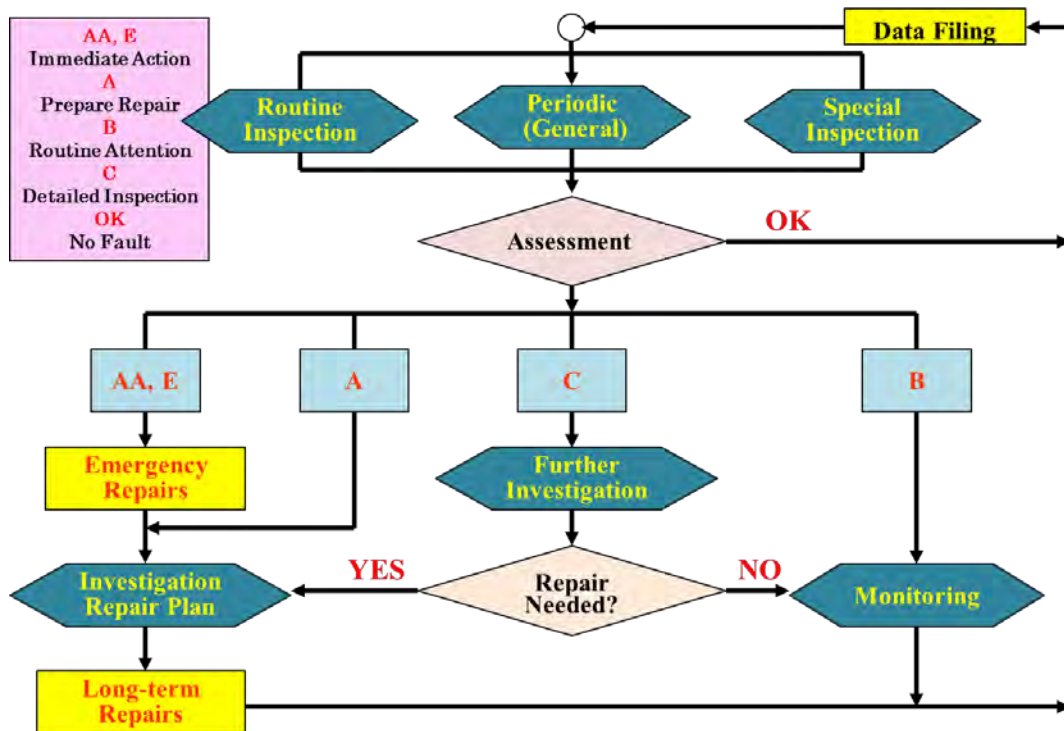 Data Filing
AA, E
Immediate Action
A
Prepare Repair
B
Routine Attention
C
Detailed Inspection
OK
No Fault
Routine
Inspection
Periodic
(General)
Special
Inspection
Assessment
OK
AA, E
A
C
B
Emergency
Repairs
Further
Investigation
Investigation
Repair Plan
YES
Repair
Needed?
NO
Monitoring
Long-term
Repairs